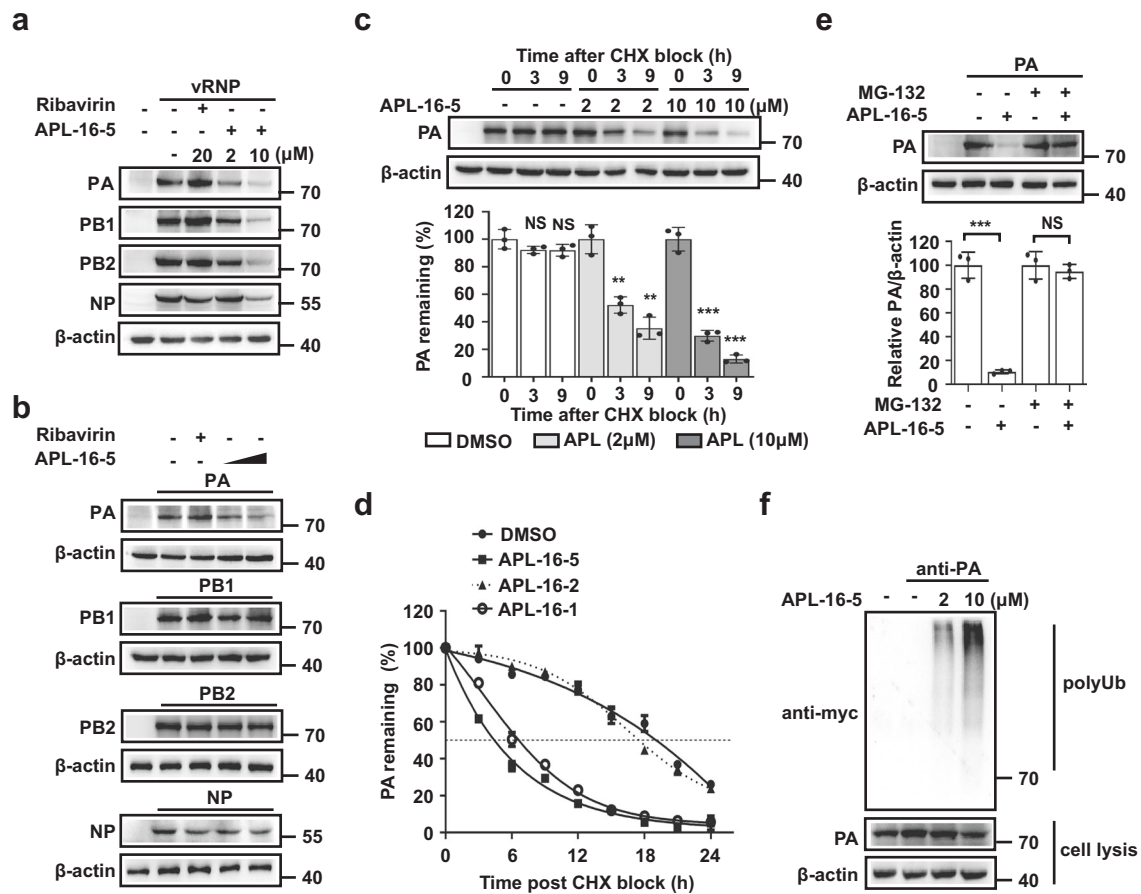 a
vRNP
Ribavirin - - + - -
APL-16-5 - - - + +
- 20 2 10 (μM)
PA 70
PB1 70
PB2 70
NP 55
β-actin 40
b
Ribavirin - - + - -
APL-16-5 - - -
PA
PA 70
β-actin 40
PB1
PB1 70
β-actin 40
PB2
PB2 70
β-actin 40
NP
NP 55
β-actin 40
c
Time after CHX block (h)
0 3 9 0 3 9 0 3 9
APL-16-5 - - - - 2 2 2 10 10 10 (μM)
PA 70
β-actin 40
PA remaining (%)
120
100
80
60
40
20
0
NS NS ** ** *** ***
0 3 9 0 3 9 0 3 9
Time after CHX block (h)
DMSO APL (2μM) APL (10μM)
d
DMSO
APL-16-5
APL-16-2
APL-16-1
PA remaining (%)
120
100
80
60
40
20
0
0 6 12 18 24
Time post CHX block (h)
e
PA
MG-132 - - - + +
APL-16-5 - - + - +
PA 70
β-actin 40
*** NS
Relative PA/β-actin
120
100
80
60
40
20
0
MG-132 - - + +
APL-16-5 - + - +
f
anti-PA
APL-16-5 - - 2 10 (μM)
anti-myc
polyUb
70
PA 70
cell lysis
β-actin 40